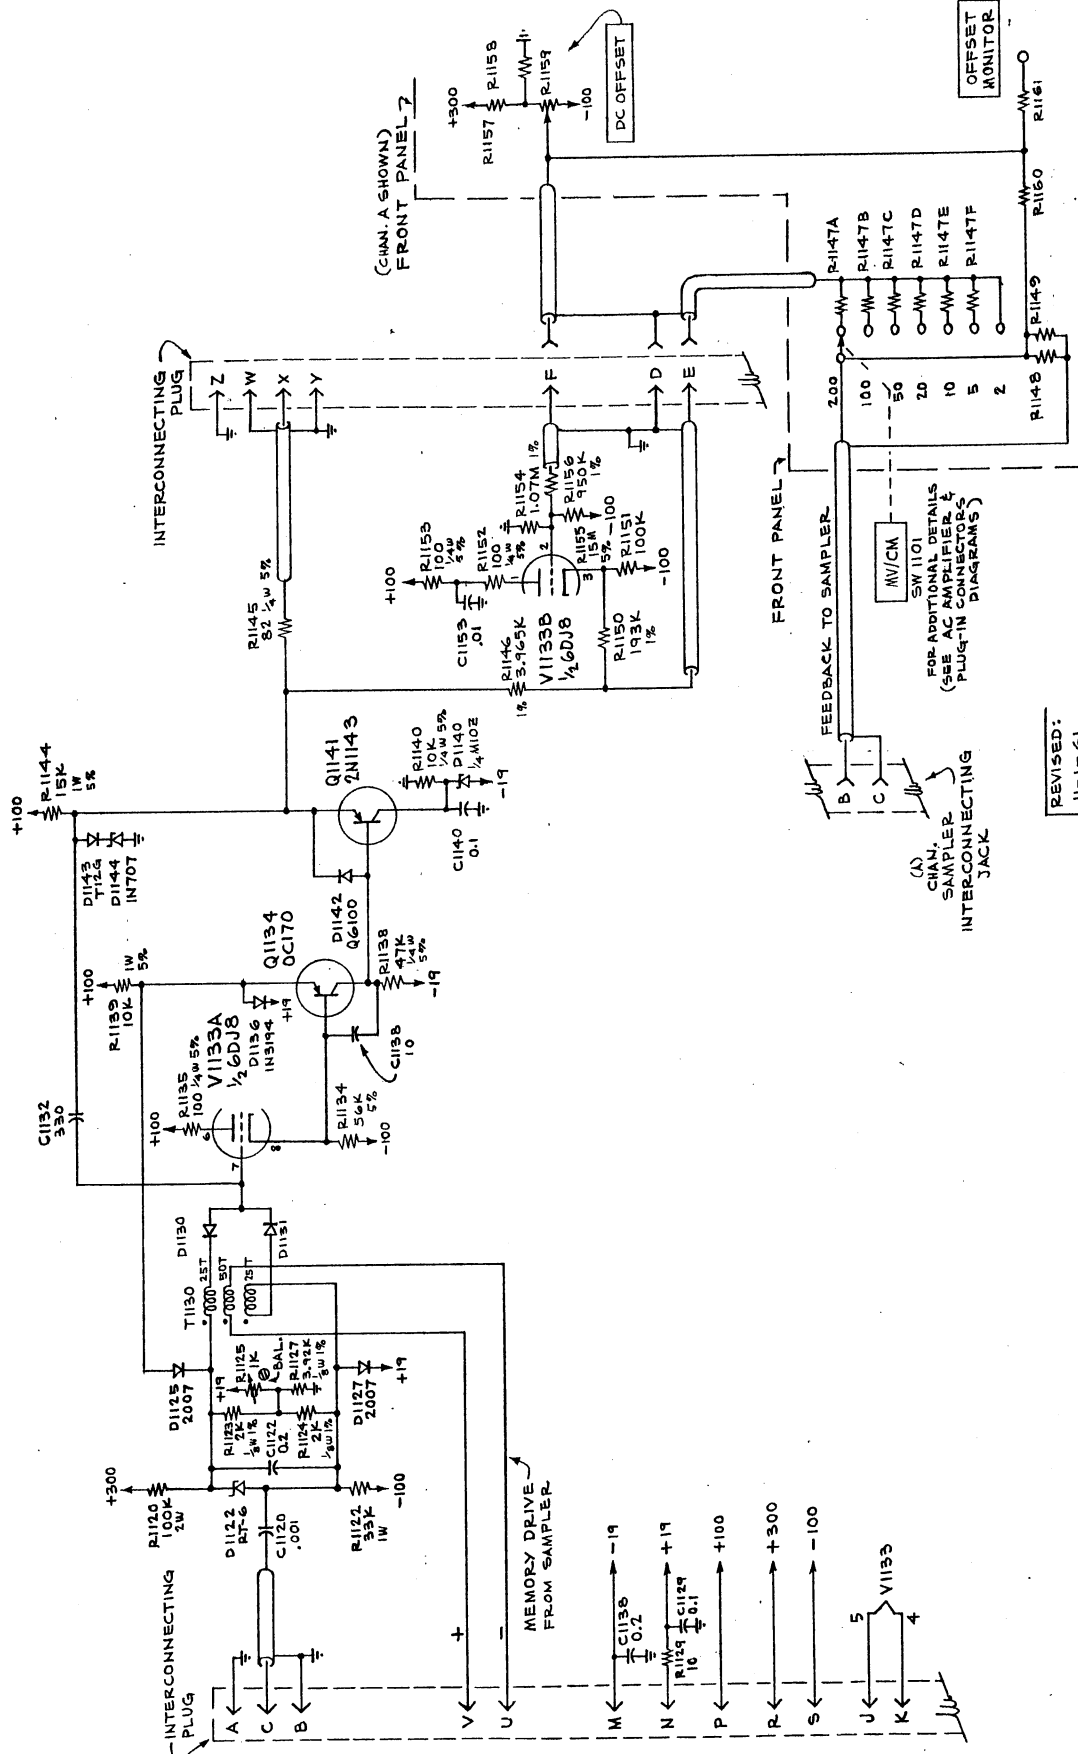 INTERCONNECTING
PLUG
A
C
B
V
U
+
-
MEMORY DRIVE
FROM SAMPLER
M
N
P
R
S
J
K
-19
+19
+100
+300
-100
C1138
0.2
R1129
10
C1129
0.1
5
4
V1133
+300
R1120
100K
2W
D1122
RT-6
C1120
.001
R1122
33K
1W
-100
D1125
2007
+19
R1123
2K
1/8W 1%
C1122
0.2
R1124
2K
1/8W 1%
R1125
1K
BAL.
R1127
3.92K
1/8W 1%
D1127
2007
+19
T1130
25T
50T
25T
D1130
D1131
C1132
330
+100
R1135
100 1/4W 5%
6
7
8
V1133A
1/2 6DJ8
R1134
56K
5%
-100
+100
R1139
10K
1W
5%
D1136
1N3194
+19
C1138
10
Q1134
OC170
R1138
47K
1/4W
5%
-19
D1142
Q6100
+100
R1144
15K
1W
5%
D1143
T12G
D1144
1N707
Q1141
2N1143
R1140
10K
1/4W 5%
D1140
1/4M10Z
-19
C1140
0.1
R1145
82 1/4W 5%
R1146
3.965K
1%
V1133B
1/2 6DJ8
C1153
.01
+100
R1153
100
1/4W
5%
R1152
100
1/4W
5%
1
2
3
R1154
1.07M 1%
R1156
950K
1%
-100
R1155
15M
5%
R1151
100K
-100
R1150
193K
1%
INTERCONNECTING
PLUG
Z
W
X
Y
F
D
E
(CHAN. A SHOWN)
FRONT PANEL
+300
R1157
R1158
R1159
-100
DC OFFSET
OFFSET
MONITOR
R1161
R1160
R1149
R1148
R1147A
R1147B
R1147C
R1147D
R1147E
R1147F
200
100
50
20
10
5
2
FRONT PANEL
FEEDBACK TO SAMPLER
MV/CM
SW 1101
FOR ADDITIONAL DETAILS
(SEE AC AMPLIFIER &
PLUG-IN CONNECTORS
DIAGRAMS)
B
C
(A)
CHAN.
SAMPLER
INTERCONNECTING
JACK
REVISED: